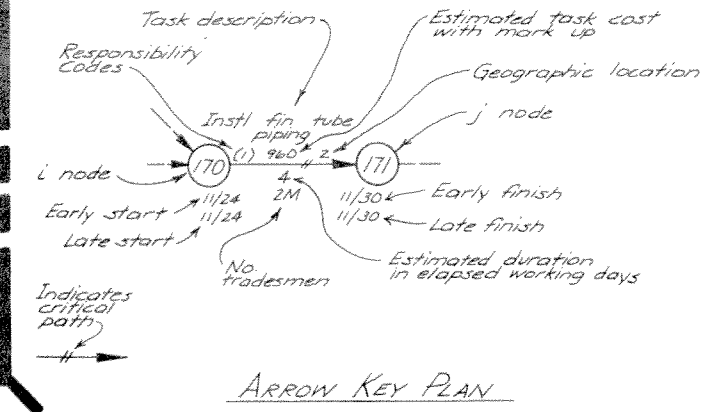 Task description
Estimated task cost
with mark up
Responsibility
Codes
Geographic location
Instl fin tube
piping
j node
(1) 960 2
170
171
i node
4
2M
11/24
11/24
11/30
11/30
Early start
Late start
Early finish
Late finish
No.
tradesmen
Estimated duration
in elapsed working days
Indicates
critical
path
ARROW KEY PLAN